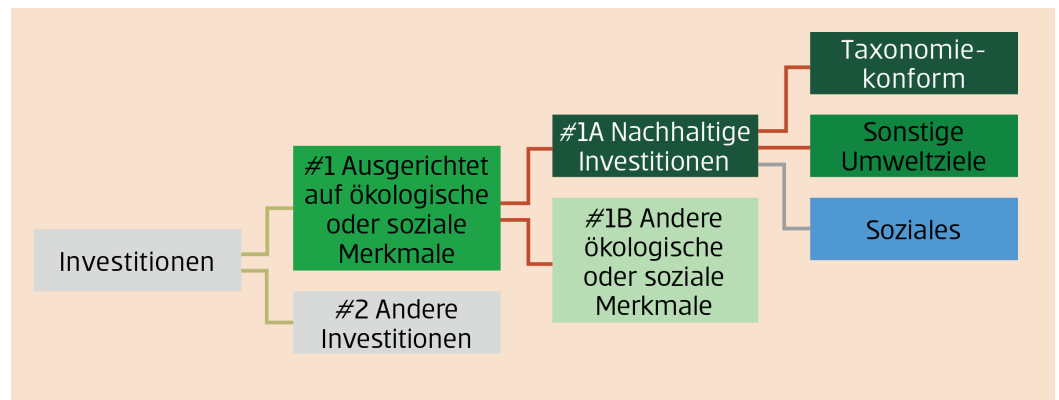 Investitionen
#1 Ausgerichtet
auf ökologische
oder soziale
Merkmale
#2 Andere
Investitionen
#1A Nachhaltige
Investitionen
#1B Andere
ökologische
oder soziale
Merkmale
Taxonomie-
konform
Sonstige
Umweltziele
Soziales